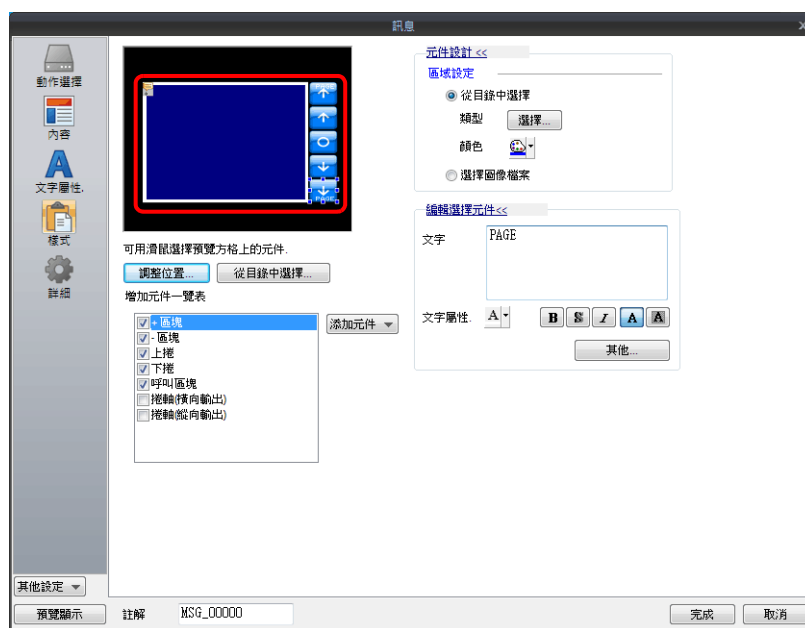 訊息
x
動作選擇
內容
文字屬性.
樣式
詳細
PAGE
PAGE
可用滑鼠選擇預覽方格上的元件.
調整位置...
從目錄中選擇...
增加元件一覽表
+ 區塊
- 區塊
上捲
下捲
呼叫區塊
捲軸(橫向輸出)
捲軸(縱向輸出)
添加元件
元件設計 <<
區域設定
從目錄中選擇
類型
選擇...
顏色
選擇圖像檔案
編輯選擇元件<<
文字
PAGE
文字屬性.
A
B S I A A
其他...
其他設定
預覽顯示
註解
MSG_00000
完成
取消